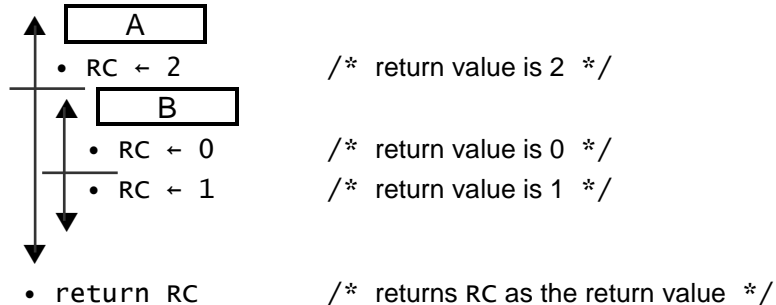 A
• RC ← 2 /* return value is 2 */
B
• RC ← 0 /* return value is 0 */
• RC ← 1 /* return value is 1 */
• return RC /* returns RC as the return value */